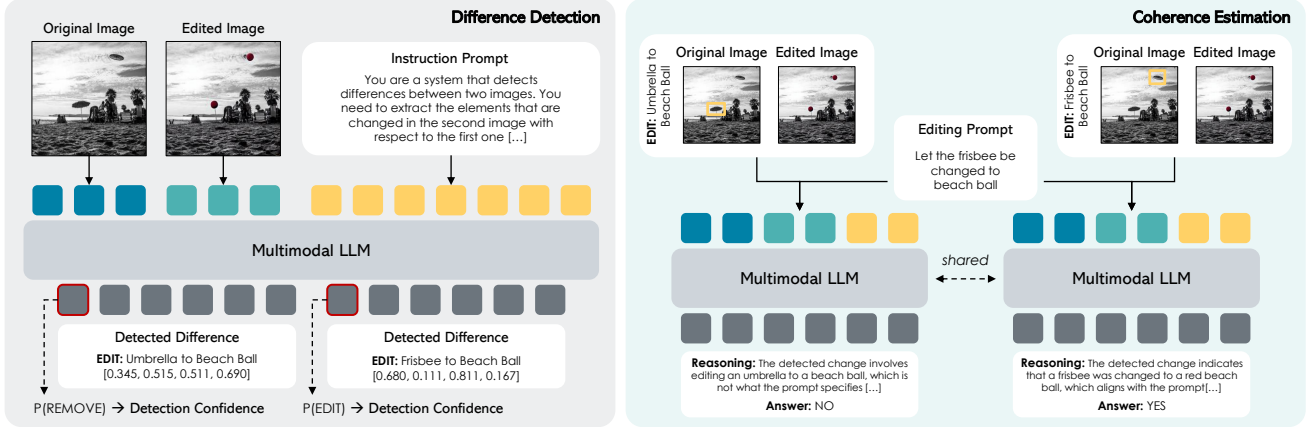 Difference Detection
Original Image
Edited Image
Instruction Prompt
You are a system that detects
differences between two images. You
need to extract the elements that are
changed in the second image with
respect to the first one [...]
Multimodal LLM
Detected Difference
EDIT: Umbrella to Beach Ball
[0.345, 0.515, 0.511, 0.690]
Detected Difference
EDIT: Frisbee to Beach Ball
[0.680, 0.111, 0.811, 0.167]
P(REMOVE) → Detection Confidence
P(EDIT) → Detection Confidence
Coherence Estimation
EDIT: Umbrella to
Beach Ball
Original Image
Edited Image
EDIT: Frisbee to
Beach Ball
Original Image
Edited Image
Editing Prompt
Let the frisbee be
changed to
beach ball
Multimodal LLM
shared
Multimodal LLM
Reasoning: The detected change involves
editing an umbrella to a beach ball, which is
not what the prompt specifies [...]
Answer: NO
Reasoning: The detected change indicates
that a frisbee was changed to a red beach
ball, which aligns with the prompt[...]
Answer: YES